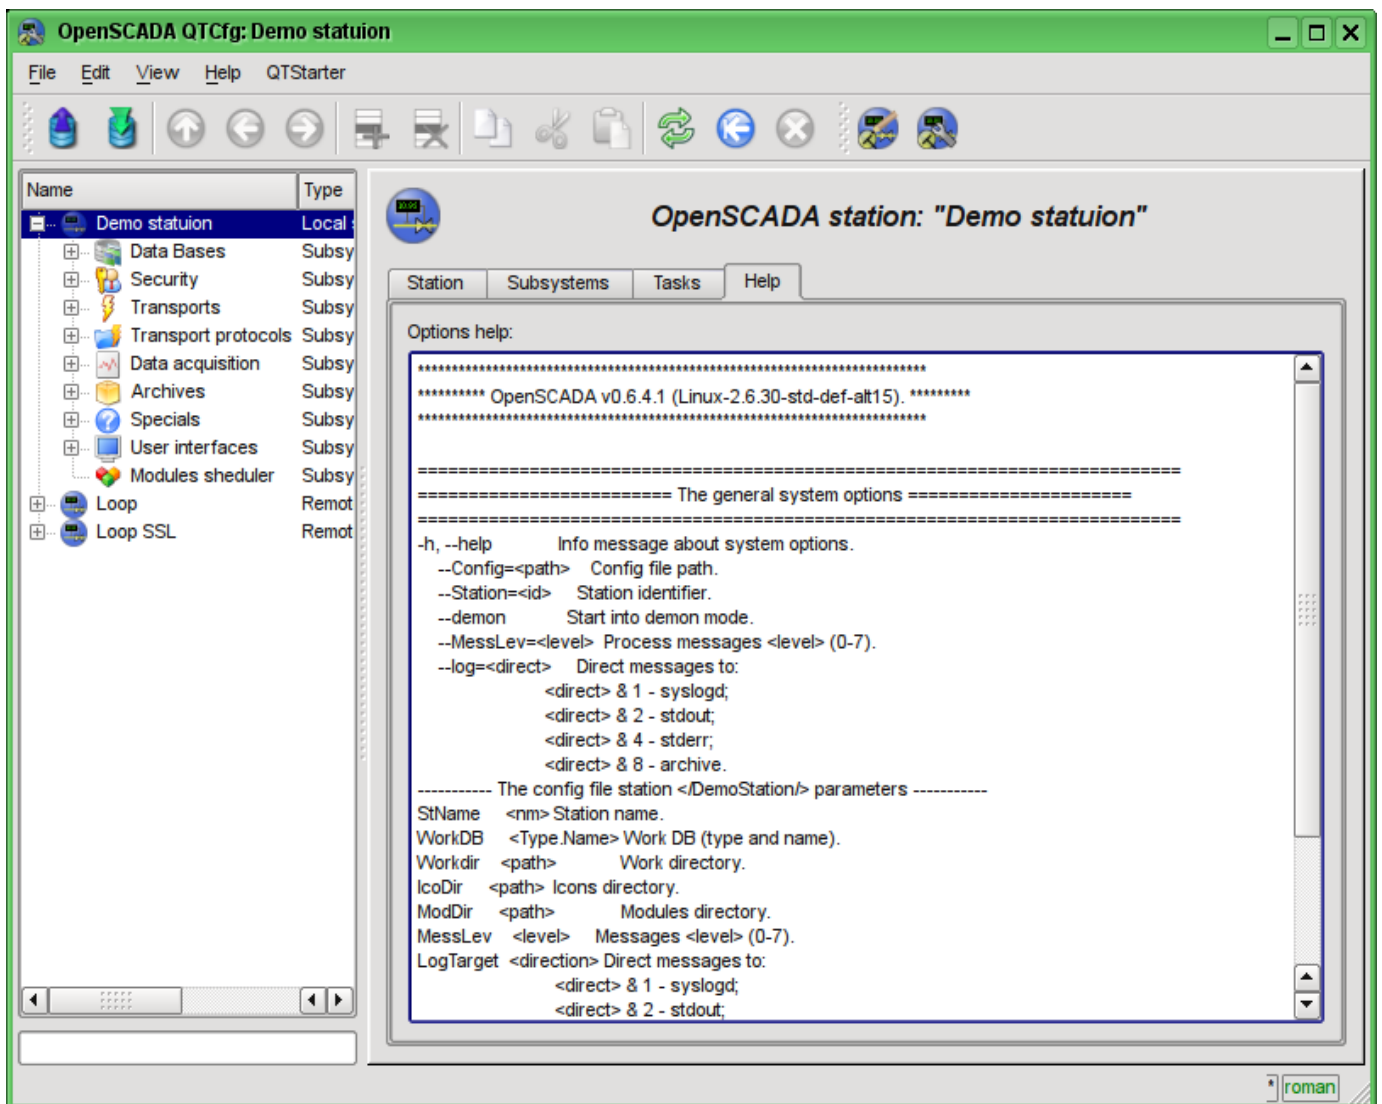 OpenSCADA QTCfg: Demo statuion
File Edit View Help QTStarter
Name Type
Demo statuion Local
Data Bases Subsy
Security Subsy
Transports Subsy
Transport protocols Subsy
Data acquisition Subsy
Archives Subsy
Specials Subsy
User interfaces Subsy
Modules sheduler Subsy
Loop Remot
Loop SSL Remot
OpenSCADA station: "Demo statuion"
Station Subsystems Tasks Help
Options help:
***************************************************************************
********** OpenSCADA v0.6.4.1 (Linux-2.6.30-std-def-alt15). *********
***************************************************************************
===========================================================================
========================= The general system options ======================
===========================================================================
-h, --help Info message about system options.
--Config=<path> Config file path.
--Station=<id> Station identifier.
--demon Start into demon mode.
--MessLev=<level> Process messages <level> (0-7).
--log=<direct> Direct messages to:
<direct> & 1 - syslogd;
<direct> & 2 - stdout;
<direct> & 4 - stderr;
<direct> & 8 - archive.
----------- The config file station </DemoStation/> parameters -----------
StName <nm> Station name.
WorkDB <Type.Name> Work DB (type and name).
Workdir <path> Work directory.
IcoDir <path> Icons directory.
ModDir <path> Modules directory.
MessLev <level> Messages <level> (0-7).
LogTarget <direction> Direct messages to:
<direct> & 1 - syslogd;
<direct> & 2 - stdout;
* roman